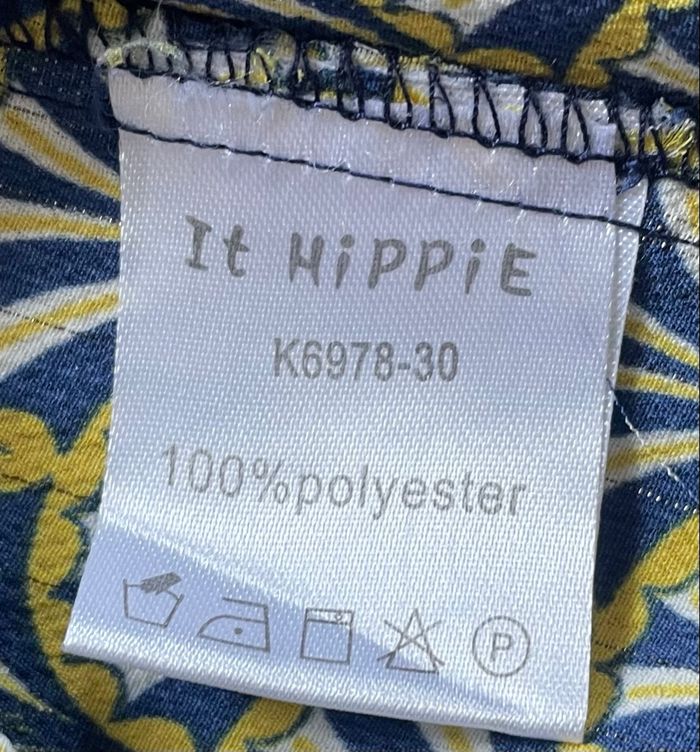 It HiPPiE
K6978-30
100%polyester
P